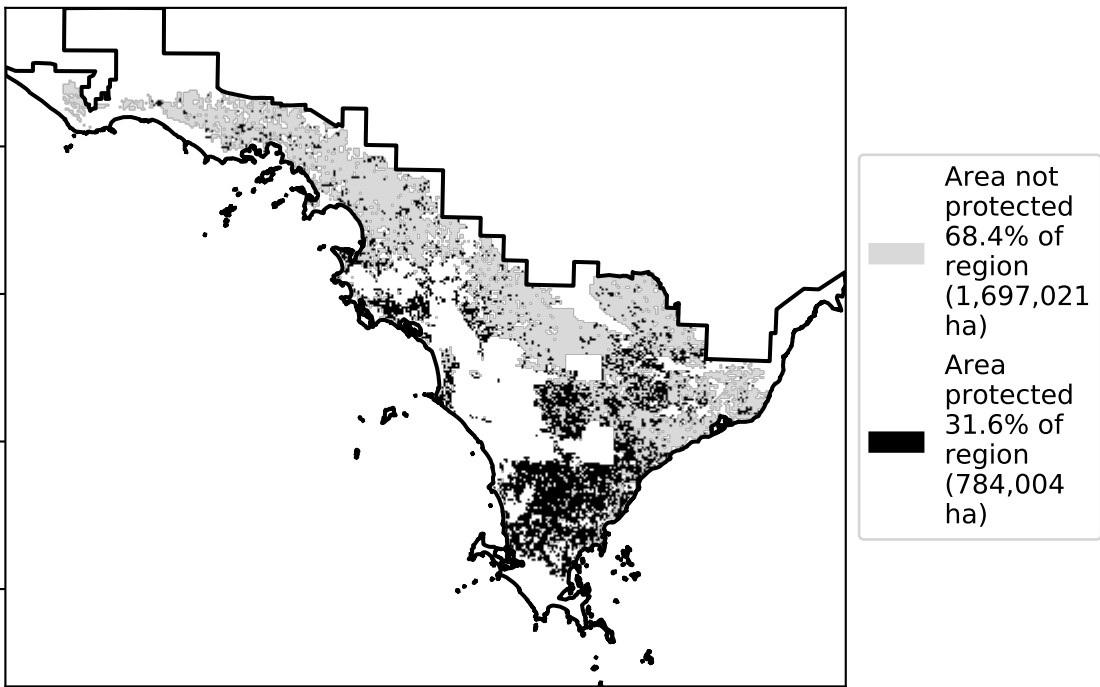 Area not
protected
68.4% of
region
(1,697,021
ha)
Area
protected
31.6% of
region
(784,004
ha)